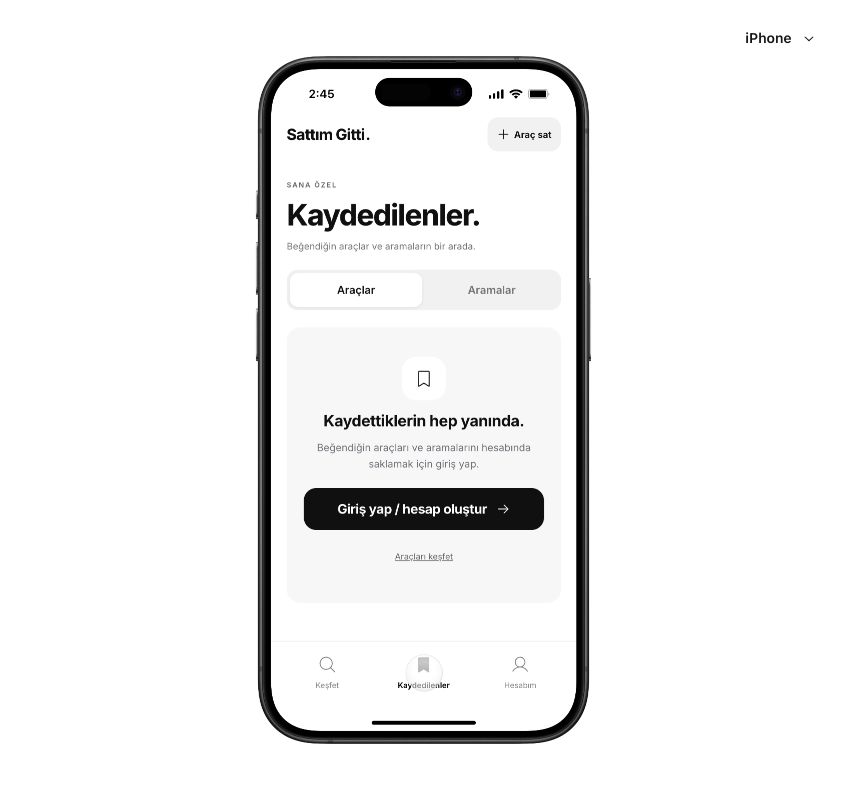 iPhone
2:45
Sattım Gitti.
Araç sat
SANA ÖZEL
Kaydedilenler.
Beğendiğin araçlar ve aramaların bir arada.
Araçlar
Aramalar
Kaydettiklerin hep yanında.
Beğendiğin araçları ve aramalarını hesabında
saklamak için giriş yap.
Giriş yap / hesap oluştur
Araçları keşfet
Keşfet
Kaydedilenler
Hesabım